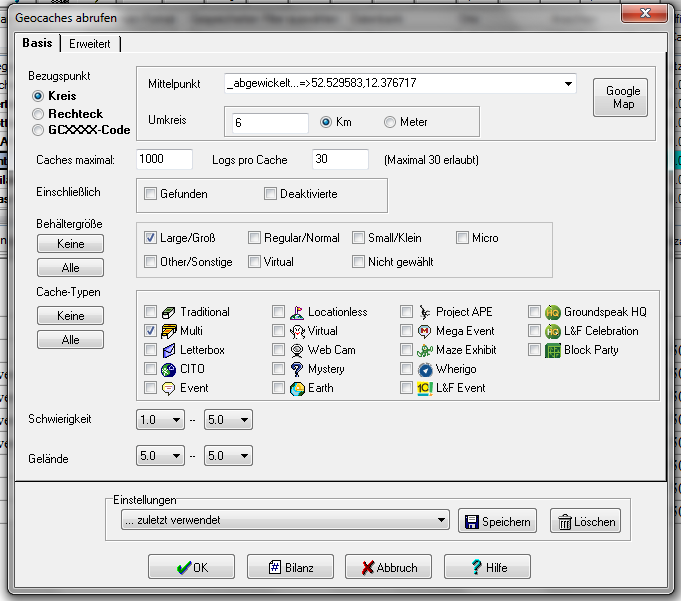 Geocaches abrufen
Basis Erweitert
Bezugspunkt
Kreis
Rechteck
GCXXXX-Code
Mittelpunkt _abgewickelt...=>52.529583,12.376717
Google Map
Umkreis 6 Km Meter
Caches maximal: 1000 Logs pro Cache 30 (Maximal 30 erlaubt)
Einschließlich Gefunden Deaktivierte
Behältergröße
Keine
Alle
Large/Groß Regular/Normal Small/Klein Micro
Other/Sonstige Virtual Nicht gewählt
Cache-Typen
Keine
Alle
Traditional Locationless Project APE Groundspeak HQ
Multi Virtual Mega Event L&F Celebration
Letterbox Web Cam Maze Exhibit Block Party
CITO Mystery Wherigo
Event Earth L&F Event
Schwierigkeit 1.0 -- 5.0
Gelände 5.0 -- 5.0
Einstellungen
... zuletzt verwendet Speichern Löschen
OK Bilanz Abbruch Hilfe